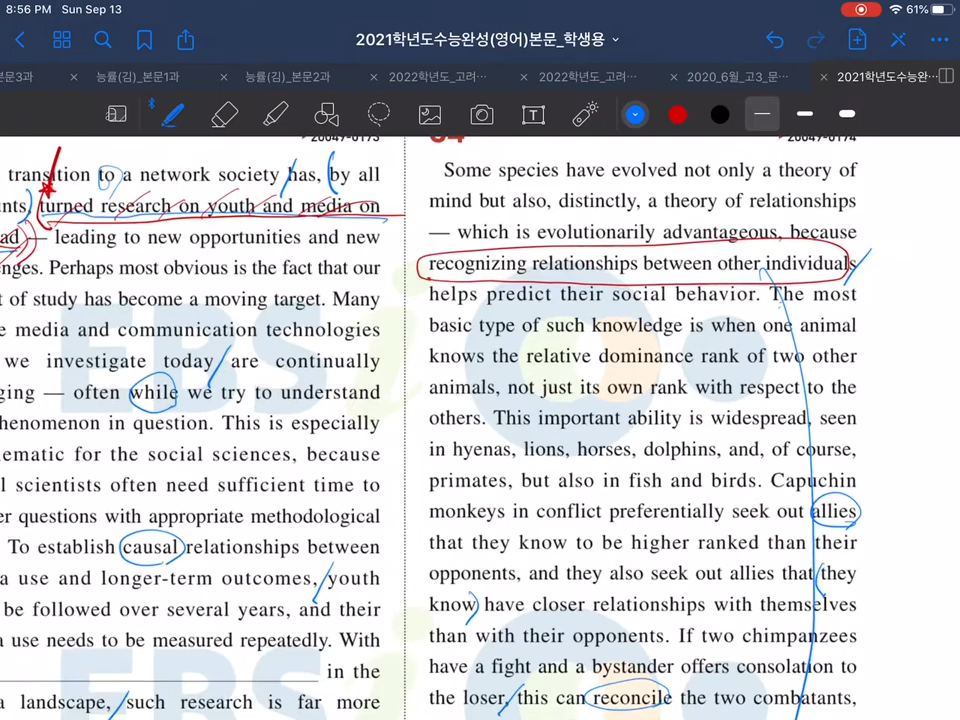 8:56 PM Sun Sep 13
61%
2021학년도수능완성(영어)본문_학생용
본문3과
능률(김)_본문1과
능률(김)_본문2과
2022학년도_고려…
2022학년도_고려…
2020_6월_고3_문…
2021학년도수능완…
transition to a network society has, by all
nts, turned research on youth and media on
ad — leading to new opportunities and new
enges. Perhaps most obvious is the fact that our
t of study has become a moving target. Many
e media and communication technologies
we investigate today are continually
ging — often while we try to understand
henomenon in question. This is especially
ematic for the social sciences, because
l scientists often need sufficient time to
er questions with appropriate methodological
To establish causal relationships between
a use and longer-term outcomes, youth
be followed over several years, and their
a use needs to be measured repeatedly. With
in the
a landscape, such research is far more
Some species have evolved not only a theory of
mind but also, distinctly, a theory of relationships
— which is evolutionarily advantageous, because
recognizing relationships between other individuals
helps predict their social behavior. The most
basic type of such knowledge is when one animal
knows the relative dominance rank of two other
animals, not just its own rank with respect to the
others. This important ability is widespread, seen
in hyenas, lions, horses, dolphins, and, of course,
primates, but also in fish and birds. Capuchin
monkeys in conflict preferentially seek out allies
that they know to be higher ranked than their
opponents, and they also seek out allies that they
know have closer relationships with themselves
than with their opponents. If two chimpanzees
have a fight and a bystander offers consolation to
the loser, this can reconcile the two combatants,